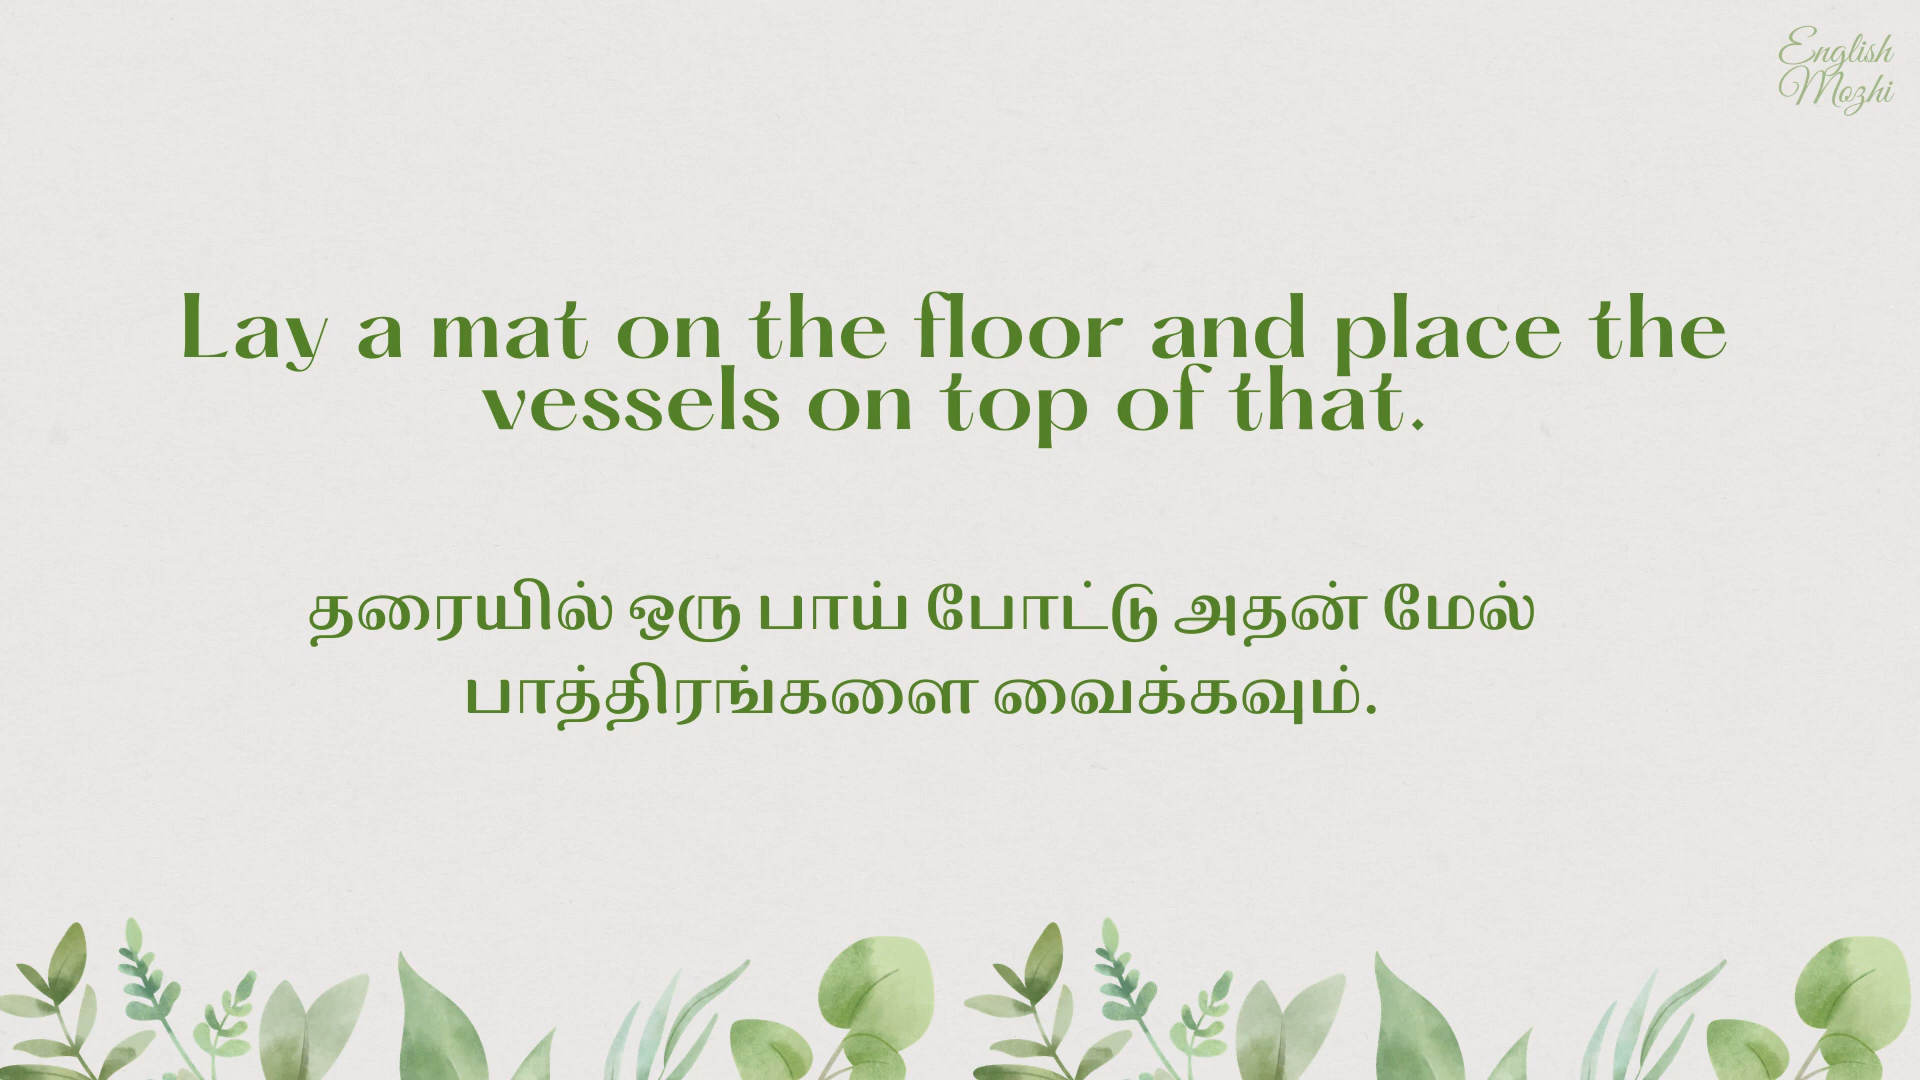 English
Mozhi
Lay a mat on the floor and place the
vessels on top of that.
தரையில் ஒரு பாய் போட்டு அதன் மேல்
பாத்திரங்களை வைக்கவும்.